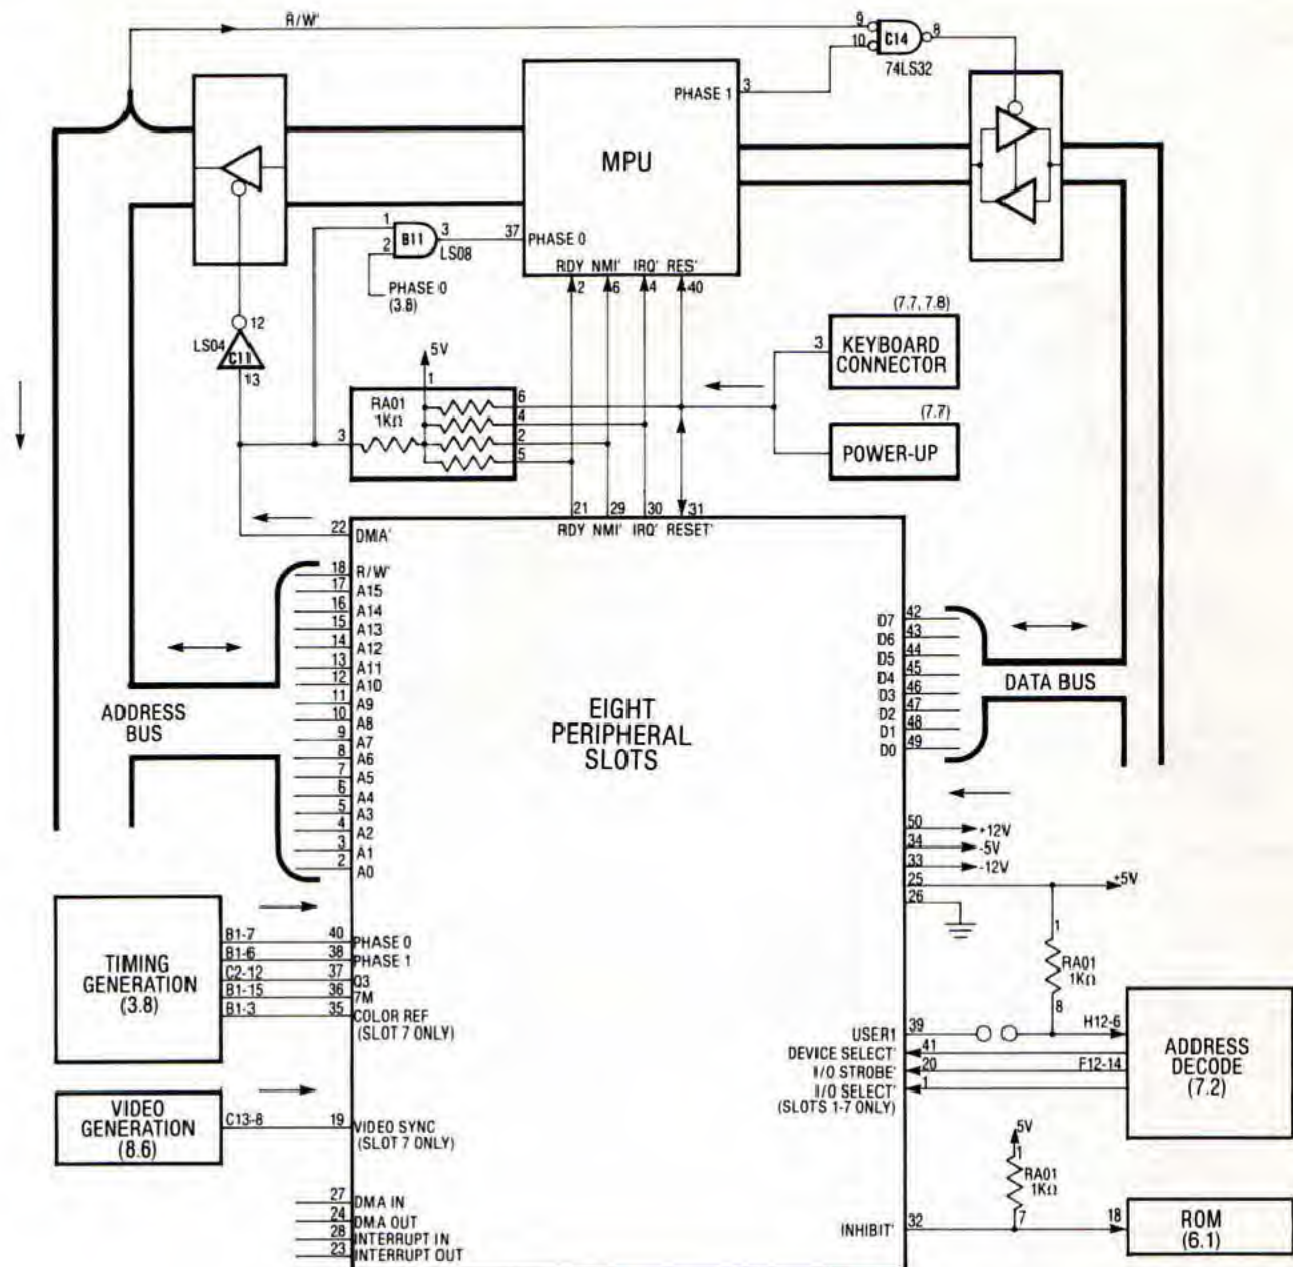 R/W'
9
10
C14
8
74LS32
PHASE 1
3
MPU
1
2
B11
3
LS08
37
PHASE 0
PHASE 0
(3.8)
RDY NMI' IRQ' RES'
2 6 4 40
LS04
12
C11
13
5V
1
RA01
1KΩ
3
6
4
2
5
(7.7, 7.8)
3
KEYBOARD
CONNECTOR
(7.7)
POWER-UP
21 29 30 31
RDY NMI' IRQ' RESET'
22 DMA'
18 R/W'
17 A15
16 A14
15 A13
14 A12
13 A11
12 A10
11 A9
10 A8
9 A7
8 A6
7 A5
6 A4
5 A3
4 A2
3 A1
2 A0
ADDRESS
BUS
EIGHT
PERIPHERAL
SLOTS
D7 42
D6 43
D5 44
D4 45
D3 46
D2 47
D1 48
D0 49
DATA BUS
50 +12V
34 -5V
33 -12V
25 +5V
26
TIMING
GENERATION
(3.8)
B1-7 40 PHASE 0
B1-6 38 PHASE 1
C2-12 37 Q3
B1-15 36 7M
B1-3 35 COLOR REF
(SLOT 7 ONLY)
1
RA01
1KΩ
8
USER1 39 H12-6
DEVICE SELECT' 41
I/O STROBE' 20 F12-14
I/O SELECT' 1
(SLOTS 1-7 ONLY)
ADDRESS
DECODE
(7.2)
VIDEO
GENERATION
(8.6)
C13-8 19 VIDEO SYNC
(SLOT 7 ONLY)
5V
1
RA01
1KΩ
7
27 DMA IN
24 DMA OUT
28 INTERRUPT IN
23 INTERRUPT OUT
INHIBIT' 32
18
ROM
(6.1)